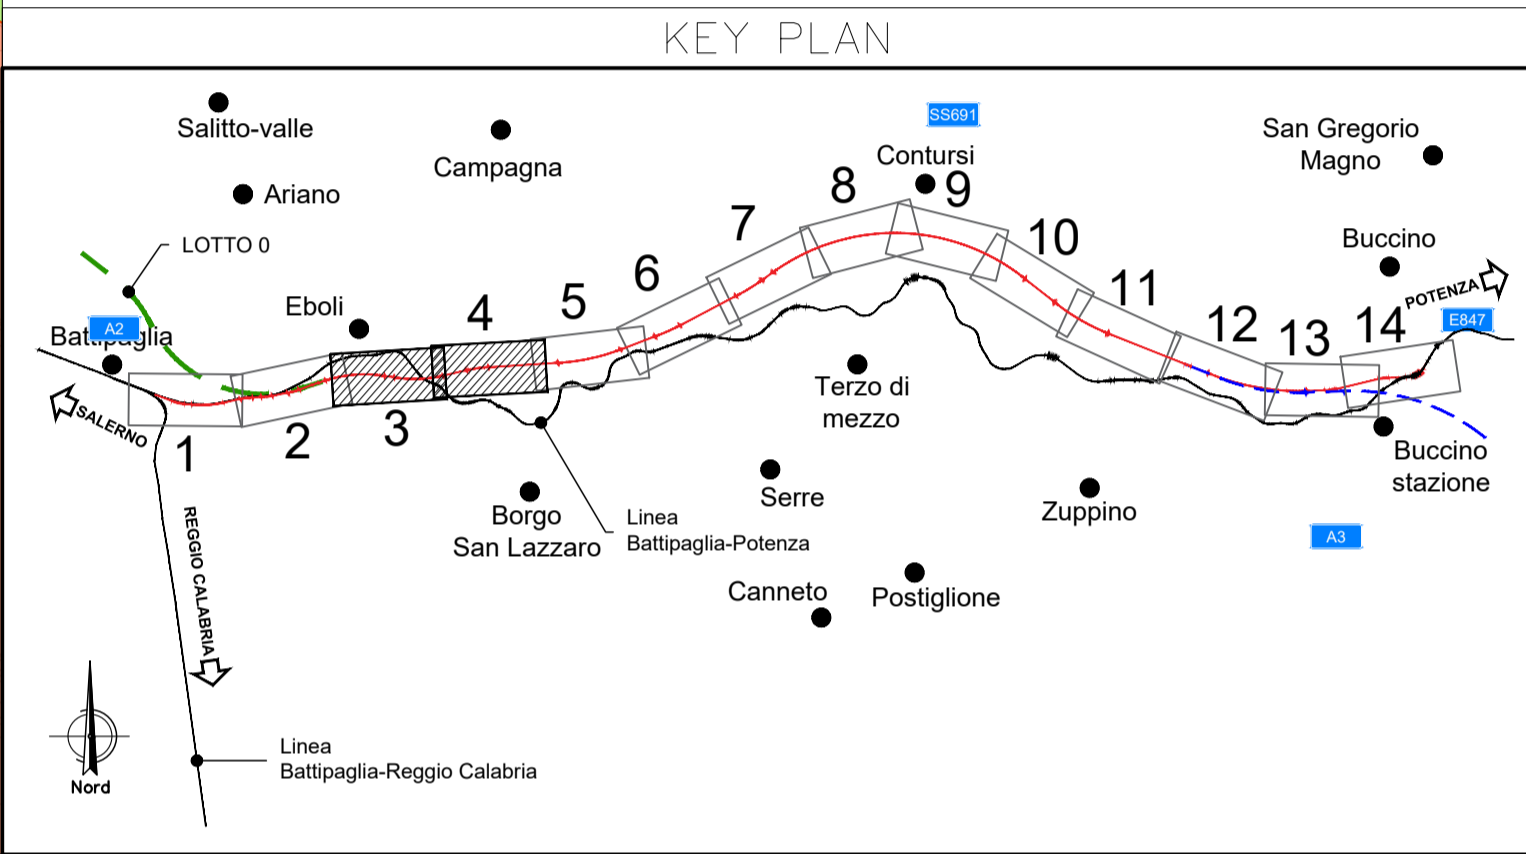 KEY PLAN
Salitto-valle
Campagna
SS691
Contursi
San Gregorio
Magno
Ariano
LOTTO 0
Buccino
POTENZA
E847
Eboli
A2
Battipaglia
SALERNO
1
2
3
4
5
6
7
8
9
10
11
12
13
14
Terzo di
mezzo
Buccino
stazione
Serre
Zuppino
Borgo
San Lazzaro
Linea
Battipaglia-Potenza
A3
REGGIO CALABRIA
Canneto
Postiglione
Nord
Linea
Battipaglia-Reggio Calabria